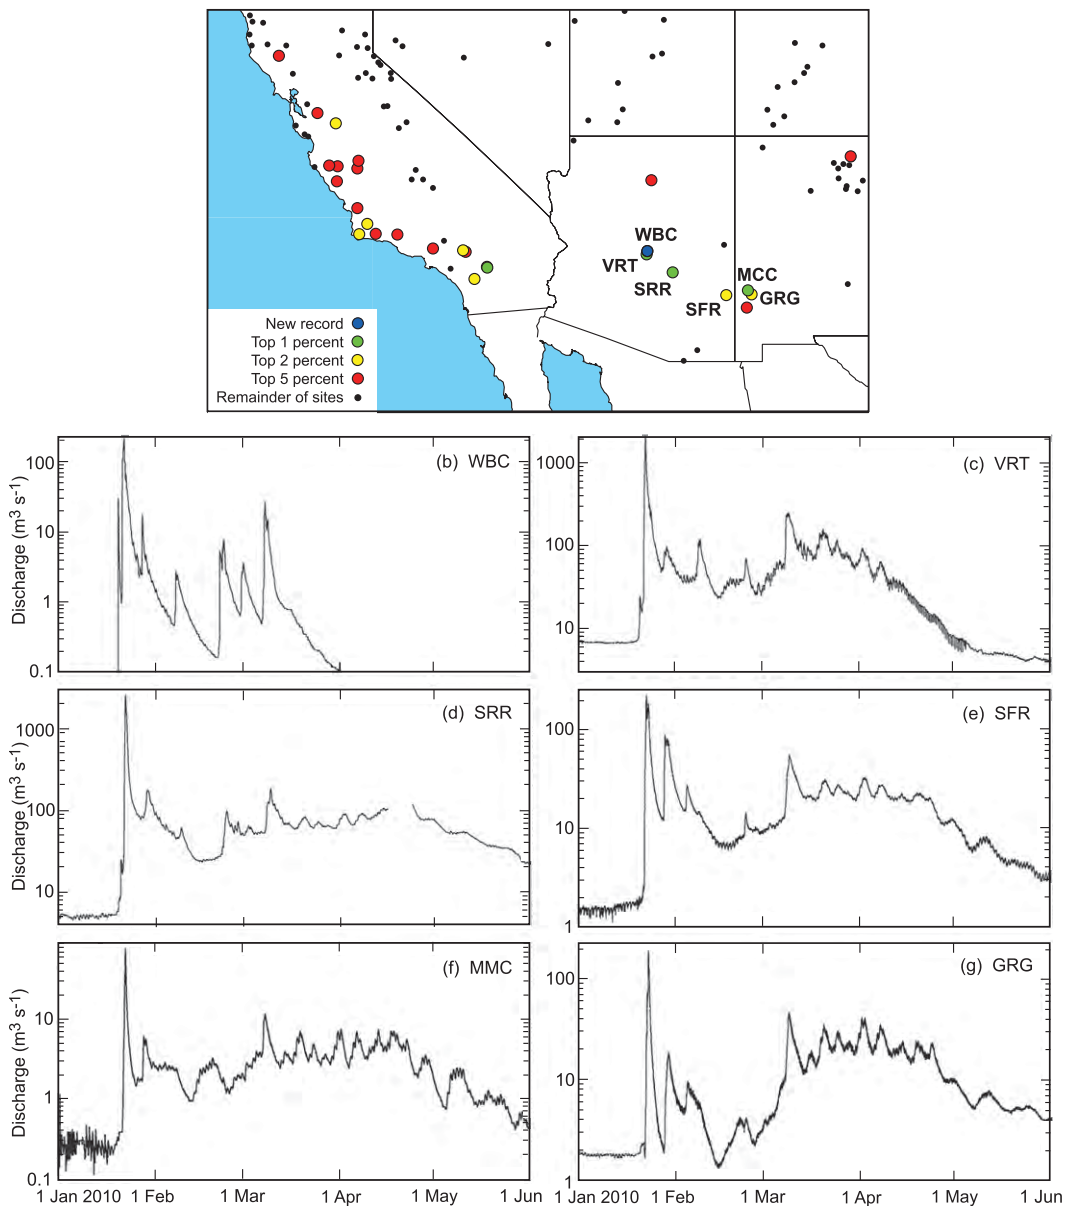 WBC
VRT
SRR
MCC
SFR
GRG
New record
Top 1 percent
Top 2 percent
Top 5 percent
Remainder of sites
(b) WBC
Discharge (m3 s-1)
100
10
1
0.1
(c) VRT
1000
100
10
(d) SRR
Discharge (m3 s-1)
1000
100
10
(e) SFR
100
10
1
(f) MMC
Discharge (m3 s-1)
10
1
0.1
1 Jan 2010 1 Feb 1 Mar 1 Apr 1 May 1 Jun
(g) GRG
100
10
1
1 Jan 2010 1 Feb 1 Mar 1 Apr 1 May 1 Jun